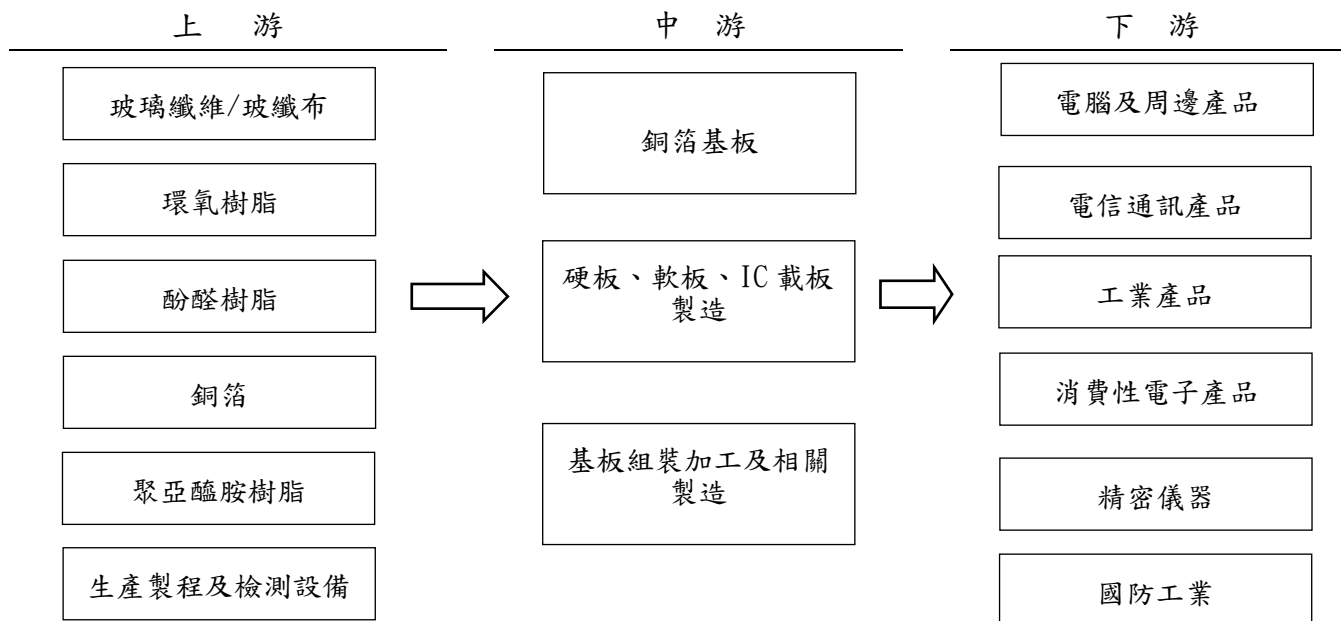 上 游
玻璃纖維/玻纖布
環氧樹脂
酚醛樹脂
銅箔
聚亞醯胺樹脂
生產製程及檢測設備
中 游
銅箔基板
硬板、軟板、IC 載板
製造
基板組裝加工及相關
製造
下 游
電腦及周邊產品
電信通訊產品
工業產品
消費性電子產品
精密儀器
國防工業